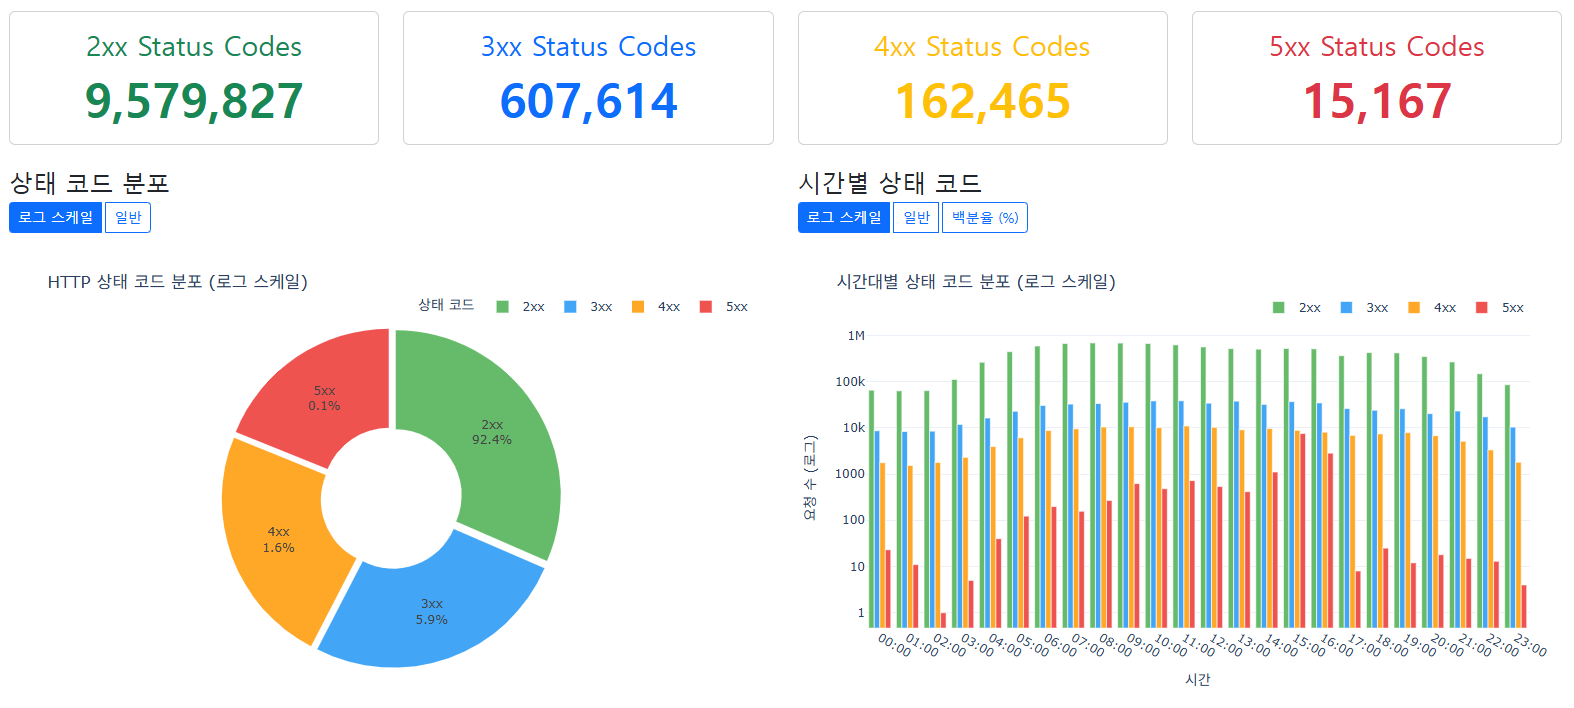 2xx Status Codes
9,579,827
3xx Status Codes
607,614
4xx Status Codes
162,465
5xx Status Codes
15,167
상태 코드 분포
로그 스케일 일반
HTTP 상태 코드 분포 (로그 스케일)
상태 코드 2xx 3xx 4xx 5xx
5xx
0.1%
2xx
92.4%
4xx
1.6%
3xx
5.9%
시간별 상태 코드
로그 스케일 일반 백분율 (%)
시간대별 상태 코드 분포 (로그 스케일)
2xx 3xx 4xx 5xx
요청 수 (로그)
1M
100k
10k
1000
100
10
1
00:00 01:00 02:00 03:00 04:00 05:00 06:00 07:00 08:00 09:00 10:00 11:00 12:00 13:00 14:00 15:00 16:00 17:00 18:00 19:00 20:00 21:00 22:00 23:00
시간